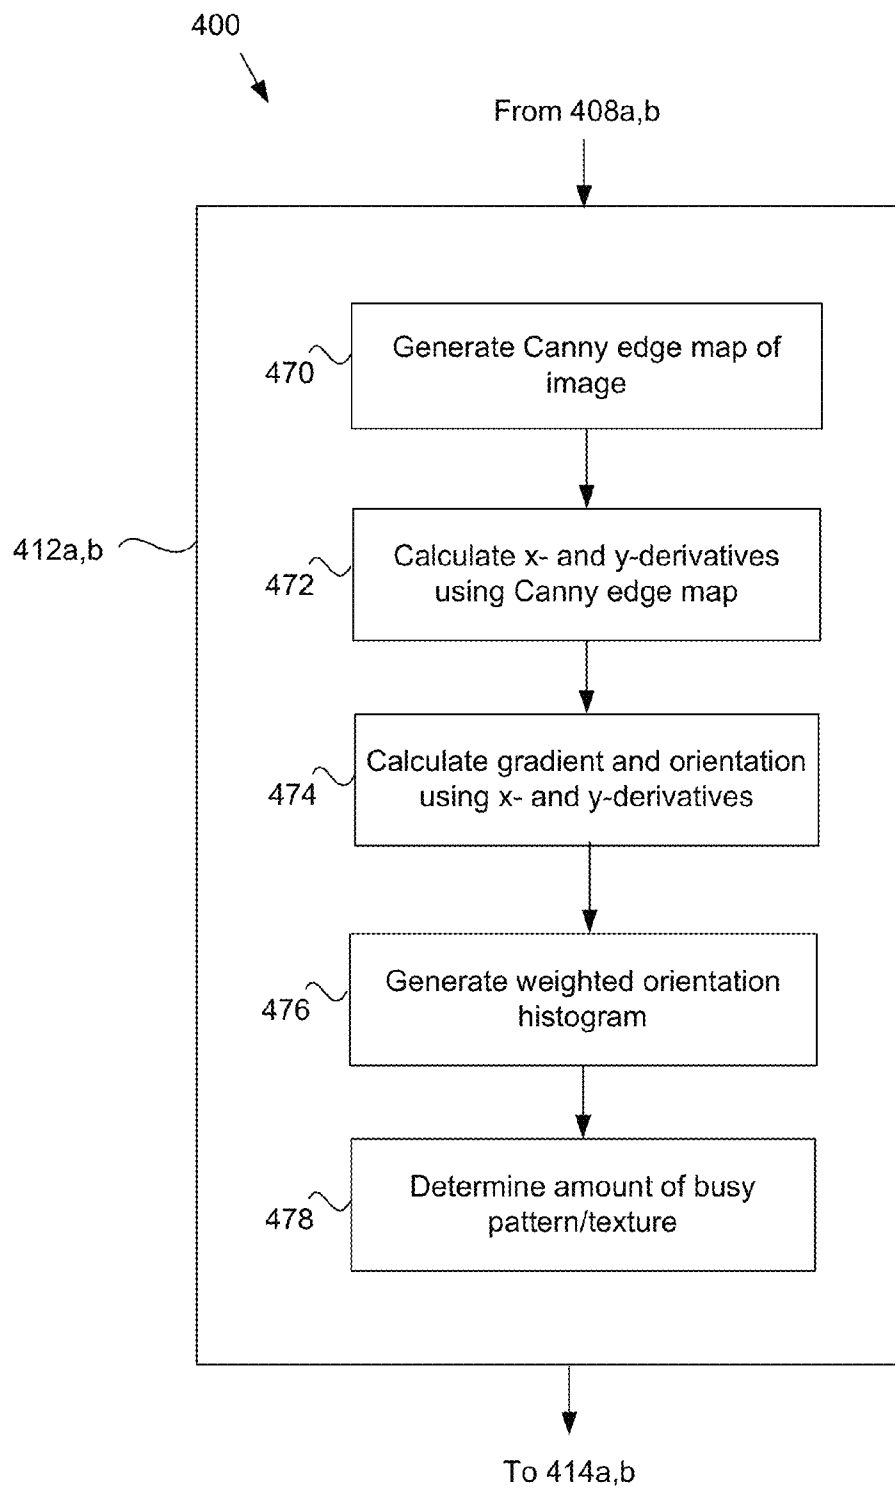 400
From 408a,b
Generate Canny edge map of
image
470
Calculate x- and y-derivatives
using Canny edge map
412a,b
472
Calculate gradient and orientation
using x- and y-derivatives
474
Generate weighted orientation
histogram
476
Determine amount of busy
pattern/texture
478
To 414a,b